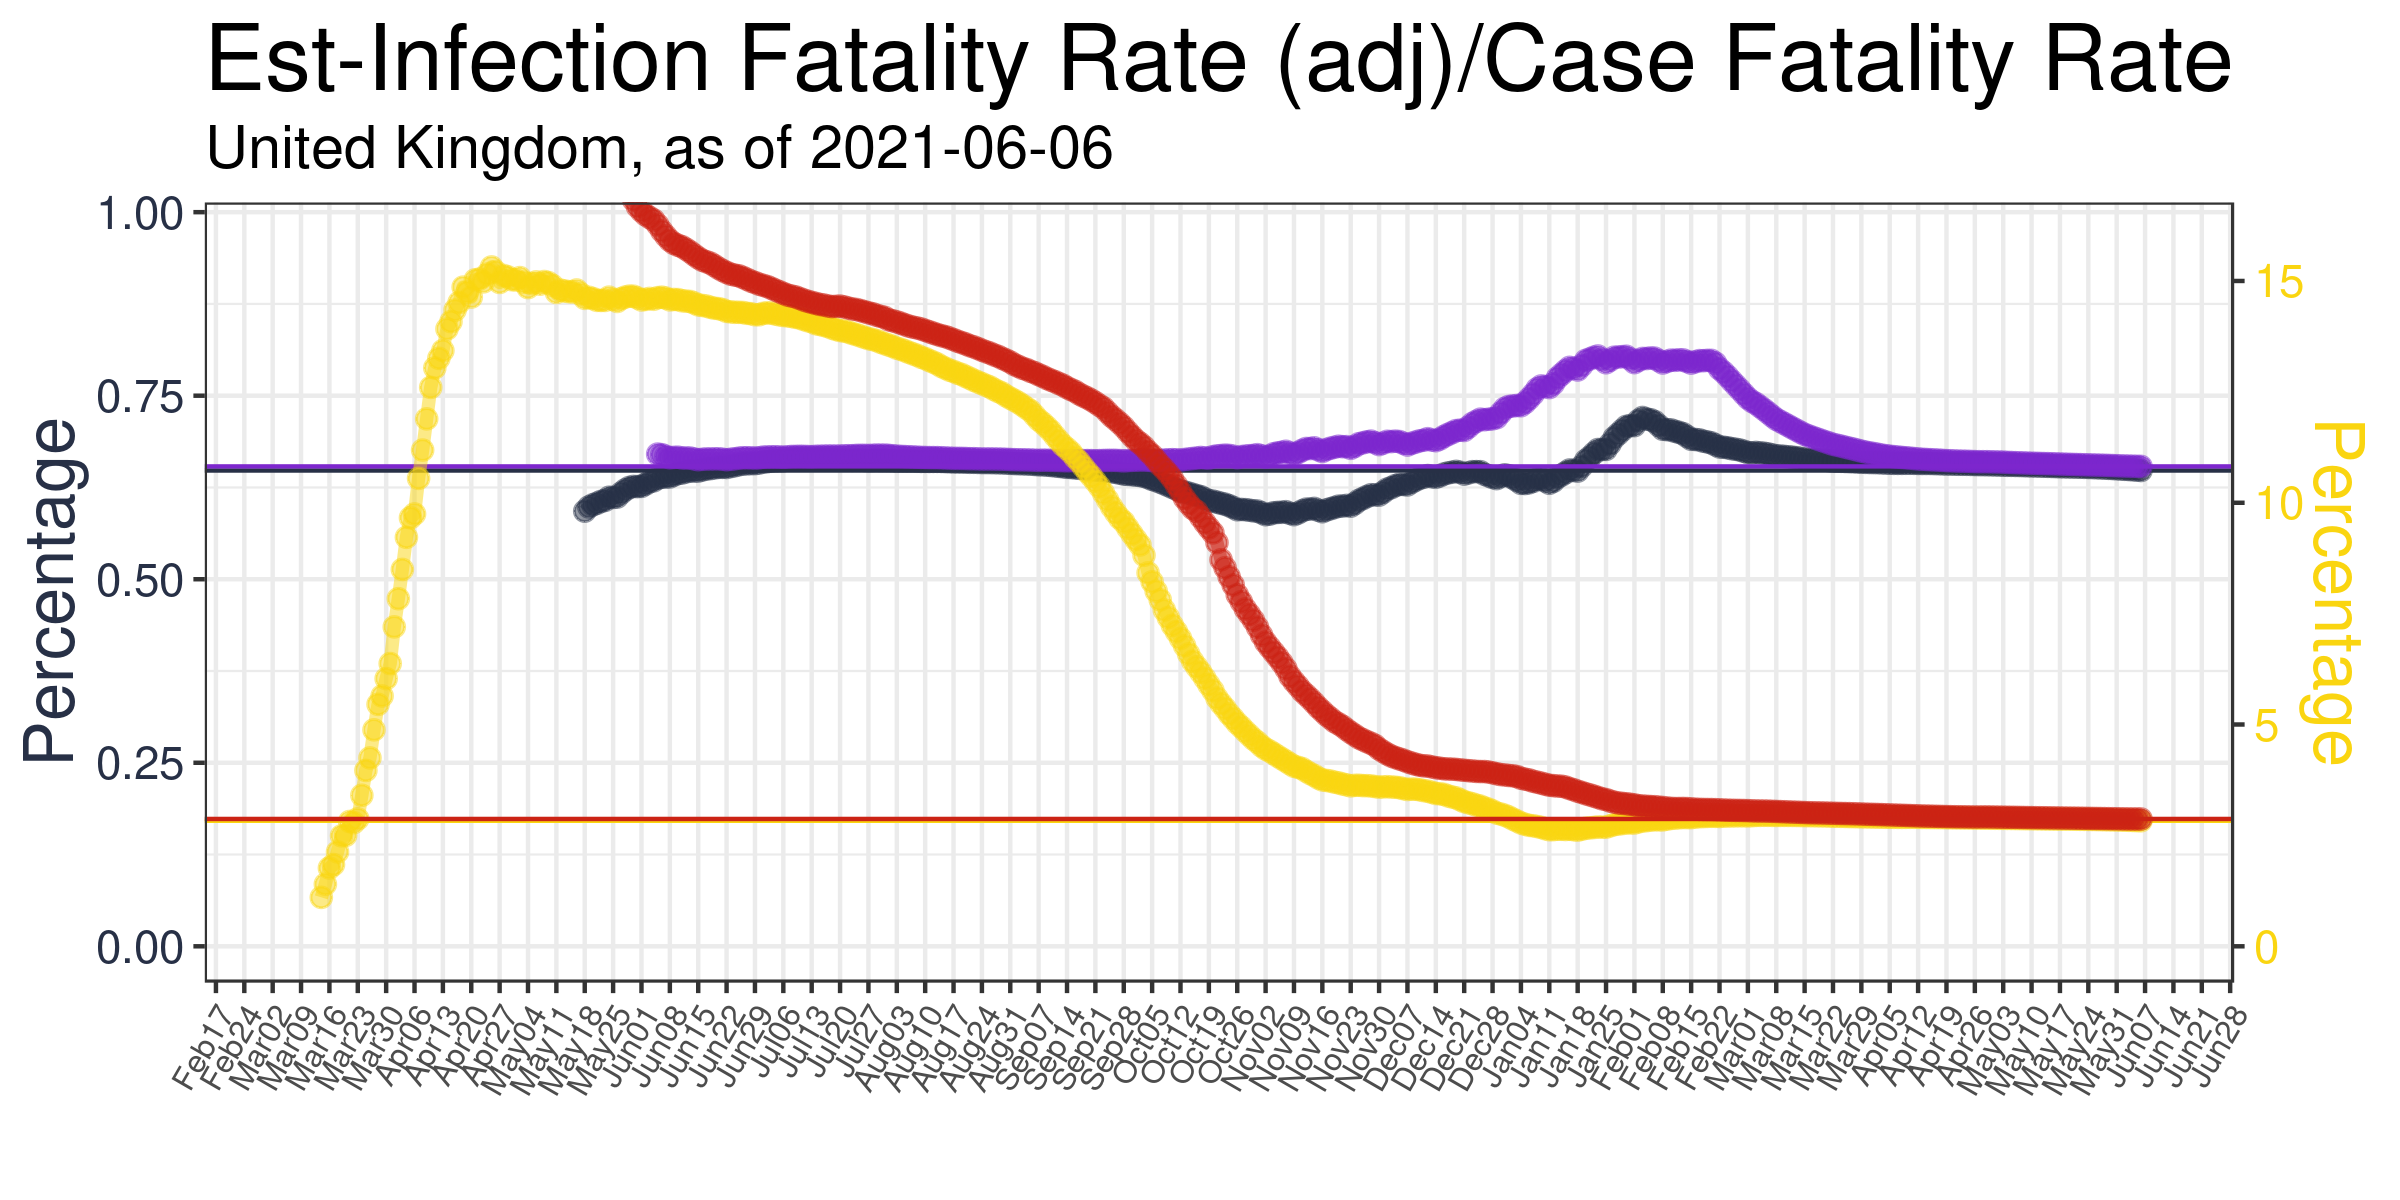 Est-Infection Fatality Rate (adj)/Case Fatality Rate
United Kingdom, as of 2021-06-06
Percentage
1.00
0.75
0.50
0.25
0.00
15
10
5
0
Percentage
Feb17
Feb24
Mar02
Mar09
Mar16
Mar23
Mar30
Apr06
Apr13
Apr20
Apr27
May04
May11
May18
May25
Jun01
Jun08
Jun15
Jun22
Jun29
Jul06
Jul13
Jul20
Jul27
Aug03
Aug10
Aug17
Aug24
Aug31
Sep07
Sep14
Sep21
Sep28
Oct05
Oct12
Oct19
Oct26
Nov02
Nov09
Nov16
Nov23
Nov30
Dec07
Dec14
Dec21
Dec28
Jan04
Jan11
Jan18
Jan25
Feb01
Feb08
Feb15
Feb22
Mar01
Mar08
Mar15
Mar22
Mar29
Apr05
Apr12
Apr19
Apr26
May03
May10
May17
May24
May31
Jun07
Jun14
Jun21
Jun28